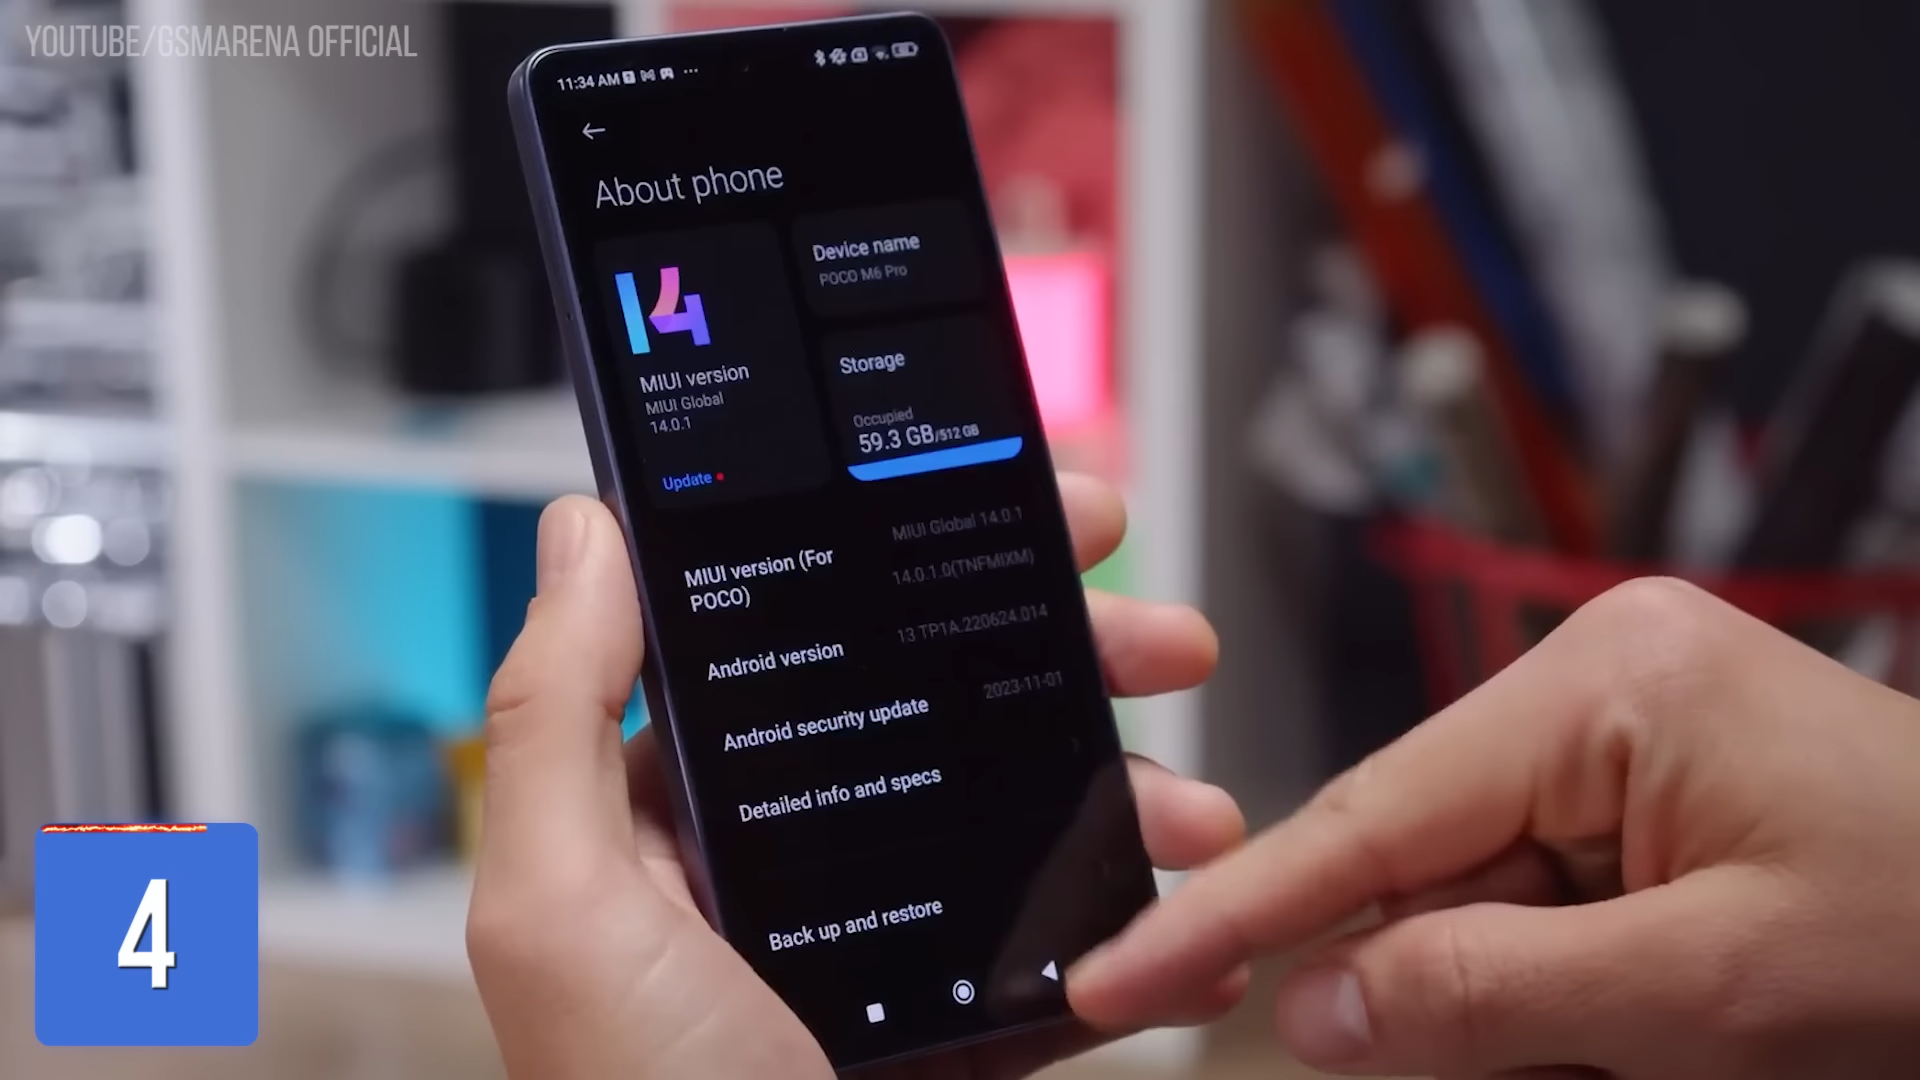 YOUTUBE/GSMARENA OFFICIAL
11:34 AM
About phone
14
MIUI version
MIUI Global
14.0.1
Update
Device name
POCO M6 Pro
Storage
Occupied
59.3 GB/512 GB
MIUI version (For
POCO)
MIUI Global 14.0.1
14.0.1.0(TNFMIXM)
Android version
13 TP1A.220624.014
Android security update
2023-11-01
Detailed info and specs
Back up and restore
4